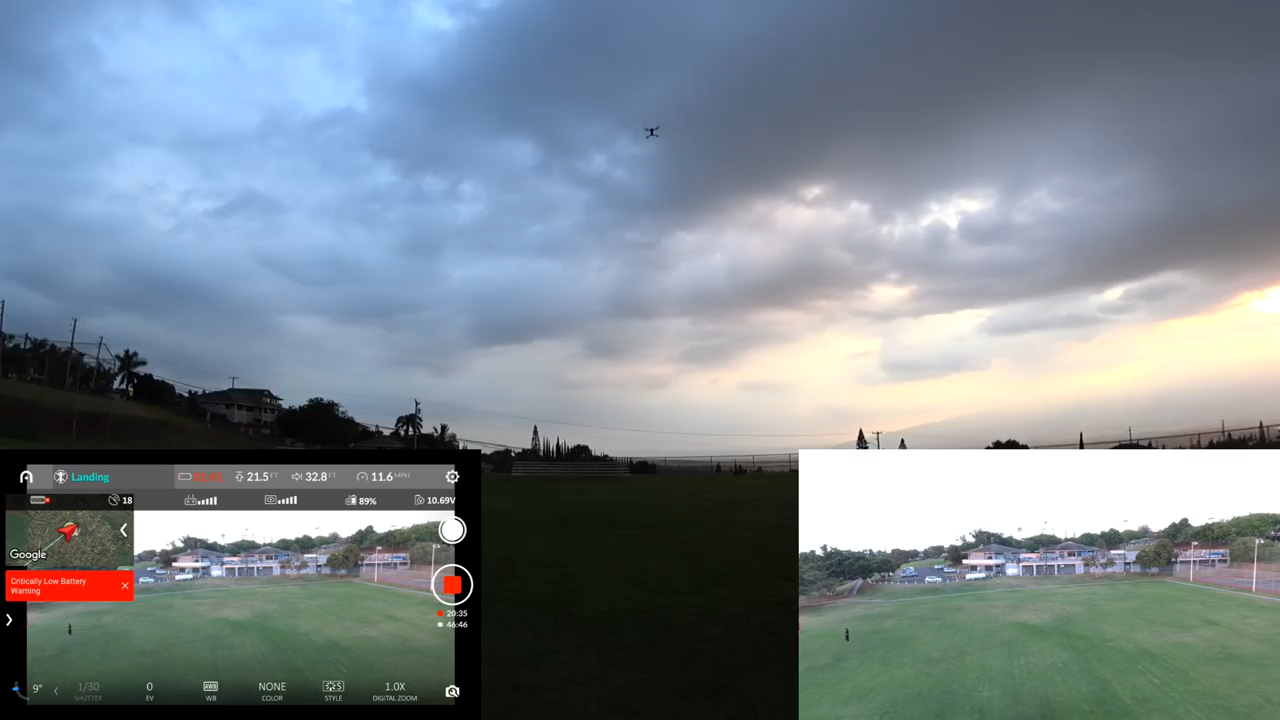 Landing
21.5 FT
32.8 FT
11.6 MPH
VISION
18
89%
10.69V
Google
Critically Low Battery
Warning
20:35
46:46
9°
1/30
SHUTTER
0
EV
AWB
WB
NONE
COLOR
STYLE
1.0X
DIGITAL ZOOM